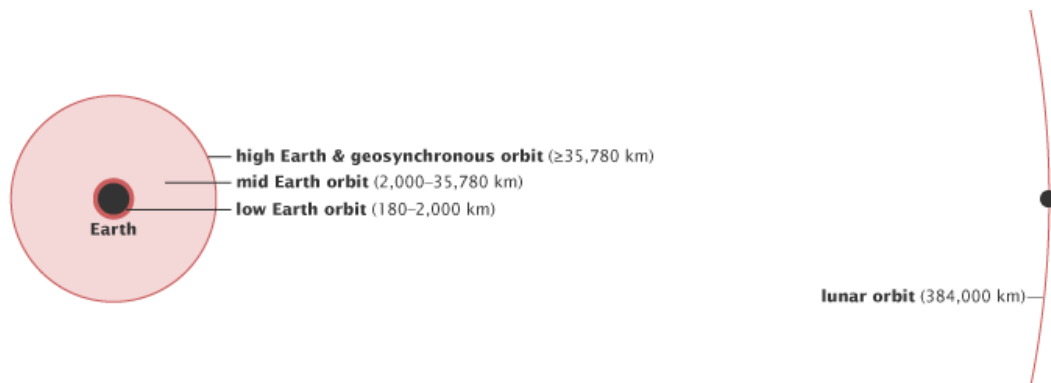 high Earth & geosynchronous orbit (≥35,780 km)
mid Earth orbit (2,000–35,780 km)
low Earth orbit (180–2,000 km)
Earth
lunar orbit (384,000 km)